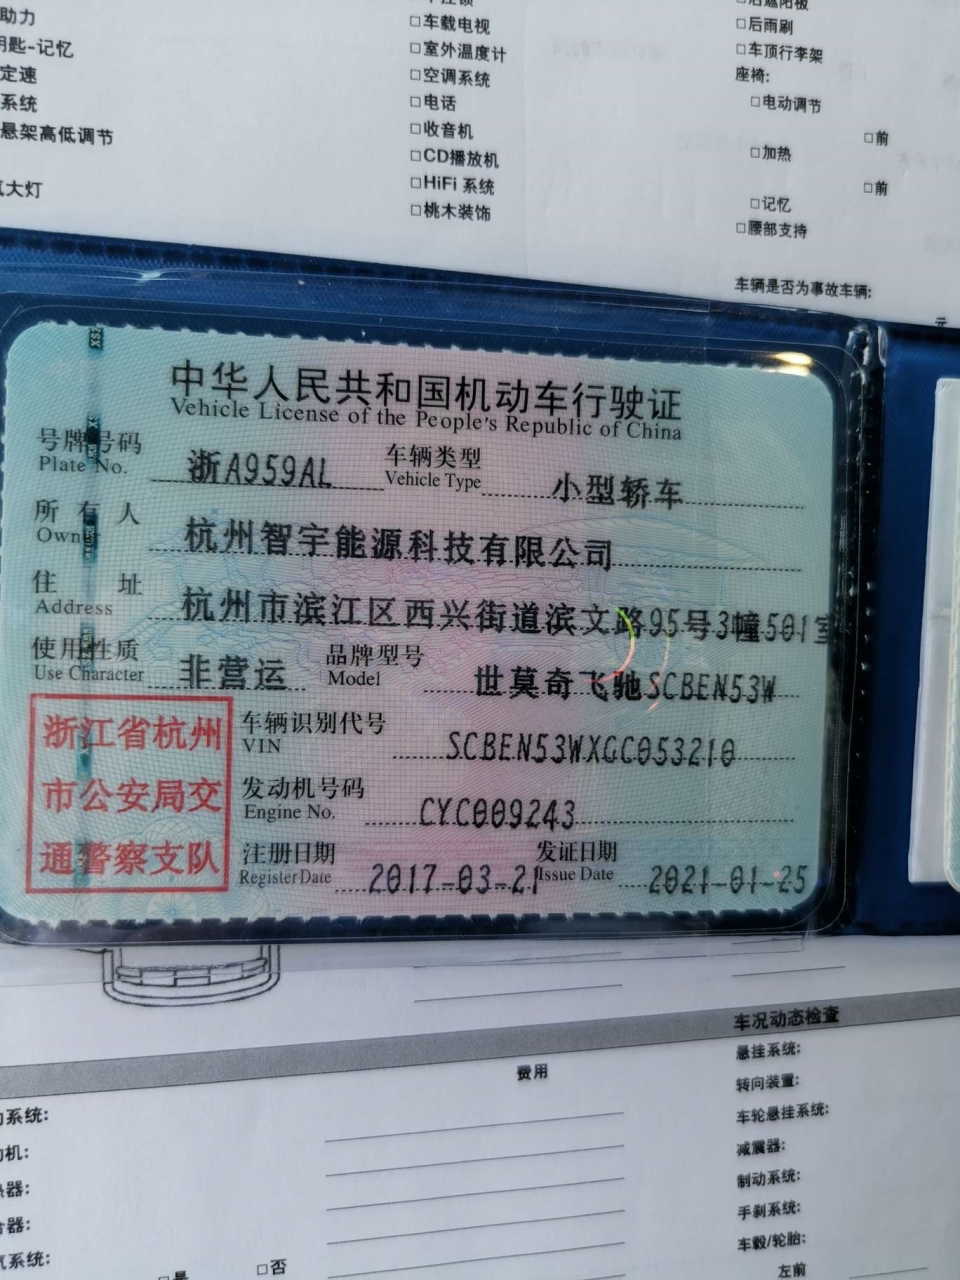 助力
钥匙-记忆
定速
系统
悬架高低调节
大灯
□车载电视
□室外温度计
□空调系统
□电话
□收音机
□CD播放机
□HiFi 系统
□桃木装饰
□后遮阳板
□后雨刷
□车顶行李架
座椅:
□电动调节
□前
□加热
□前
□记忆
□腰部支持
车辆是否为事故车辆:
元
中华人民共和国机动车行驶证
Vehicle License of the People's Republic of China
号牌号码 浙A959AL 车辆类型 小型轿车
Plate No. Vehicle Type
所有人 杭州智宇能源科技有限公司
Owner
住址 杭州市滨江区西兴街道滨文路95号3幢501室
Address
使用性质 非营运 品牌型号 世莫奇飞驰SCBEN53W
Use Character Model
浙江省杭州
市公安局交
通警察支队
车辆识别代号 SCBEN53WXGC053210
VIN
发动机号码 CYC009243
Engine No.
注册日期 2017-03-21 发证日期 2021-01-25
Register Date Issue Date
车况动态检查
费用
系统:
机:
器:
器:
系统:
□是 □否
悬挂系统:
转向装置:
车轮悬挂系统:
减震器:
制动系统:
手刹系统:
车毂/轮胎:
左前